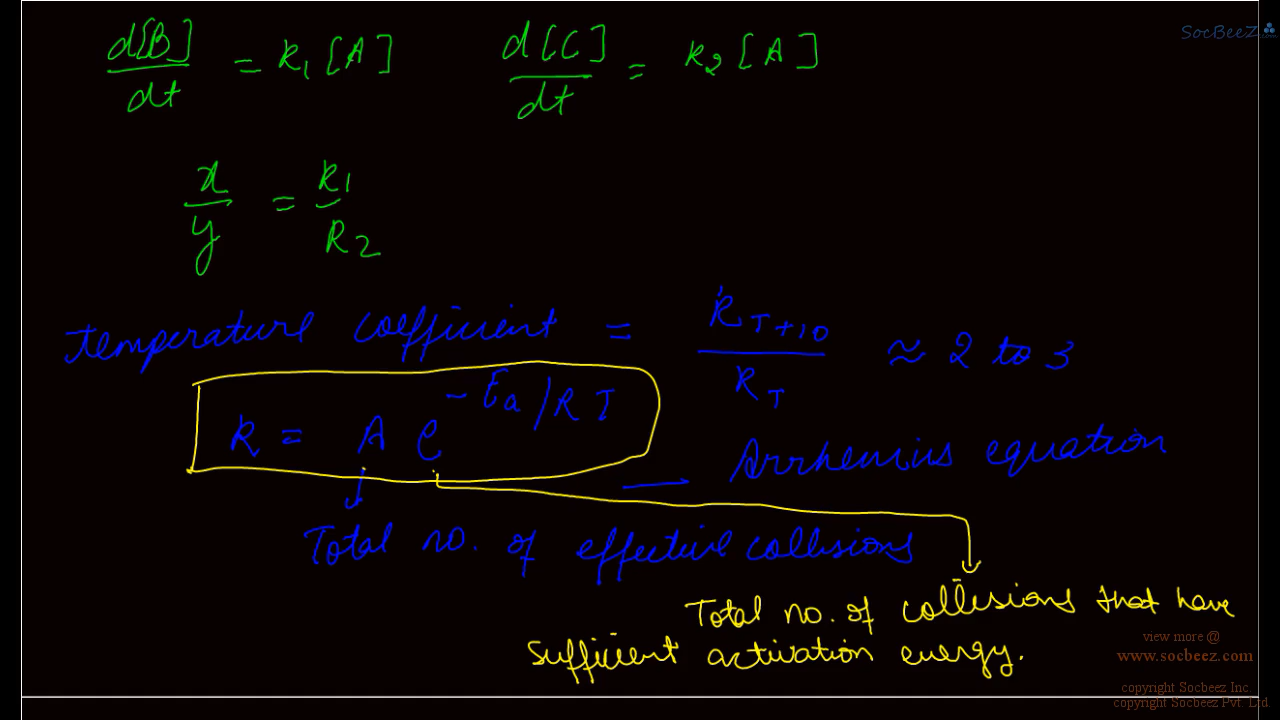 SocBeeZ.com
d[B]/dt = K₁[A] d[C]/dt = K₂[A]
x/y = K₁/K₂
temperature coefficient = K_T+10/K_T ≈ 2 to 3
K = A e^-Ea/RT
— Arrhenius equation
Total no. of effective collisions
Total no. of collisions that have
sufficient activation energy.
view more @
www.socbeez.com
copyright Socbeez Inc.
copyright Socbeez Pvt Ltd